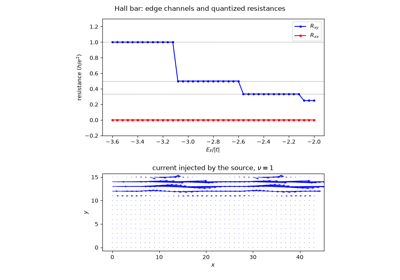 Hall bar: edge channels and quantized resistances
1.2
1.0
0.8
0.6
0.4
0.2
0.0
−0.2
resistance (h/e²)
R_xy
R_xx
−3.6 −3.4 −3.2 −3.0 −2.8 −2.6 −2.4 −2.2 −2.0
E_F/|t|
current injected by the source, ν = 1
15
10
5
0
y
0 10 20 30 40
x